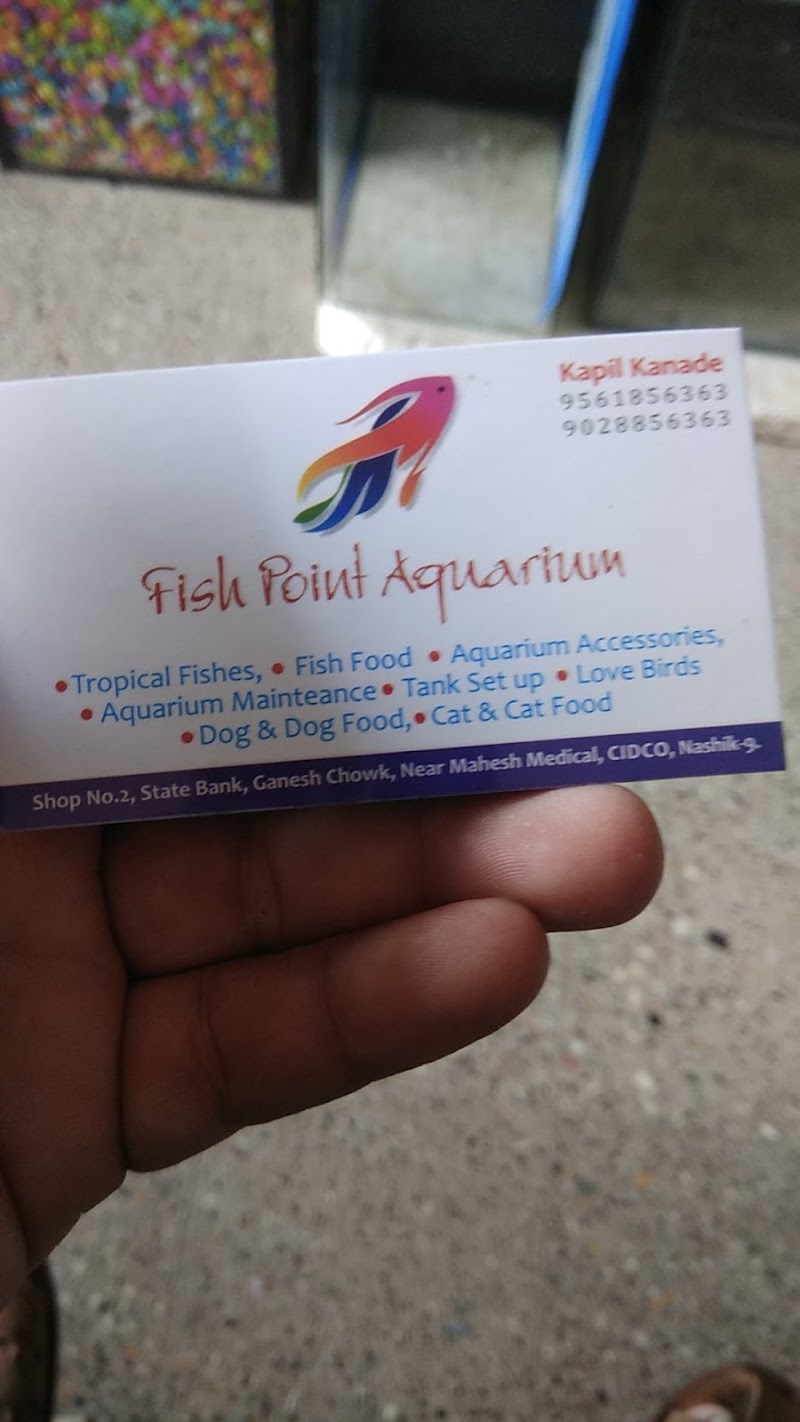 Kapil Kanade
9561856363
9028856363
Fish Point Aquarium
•Tropical Fishes, • Fish Food • Aquarium Accessories,
• Aquarium Mainteance • Tank Set up • Love Birds
• Dog & Dog Food, • Cat & Cat Food
Shop No.2, State Bank, Ganesh Chowk, Near Mahesh Medical, CIDCO, Nashik-9.